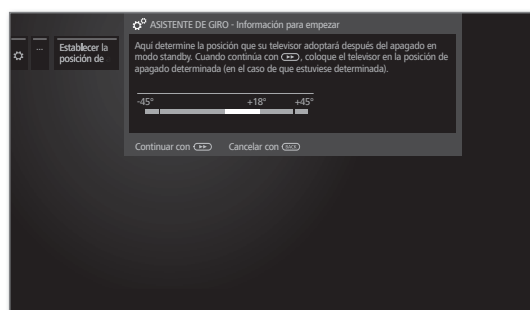 ASISTENTE DE GIRO - Información para empezar
...
Establecer la
posición de
Aquí determine la posición que su televisor adoptará después del apagado en
modo standby. Cuando continúa con, coloque el televisor en la posición de
apagado determinada (en el caso de que estuviese determinada).
-45° +18° +45°
Continuar con Cancelar con BACK